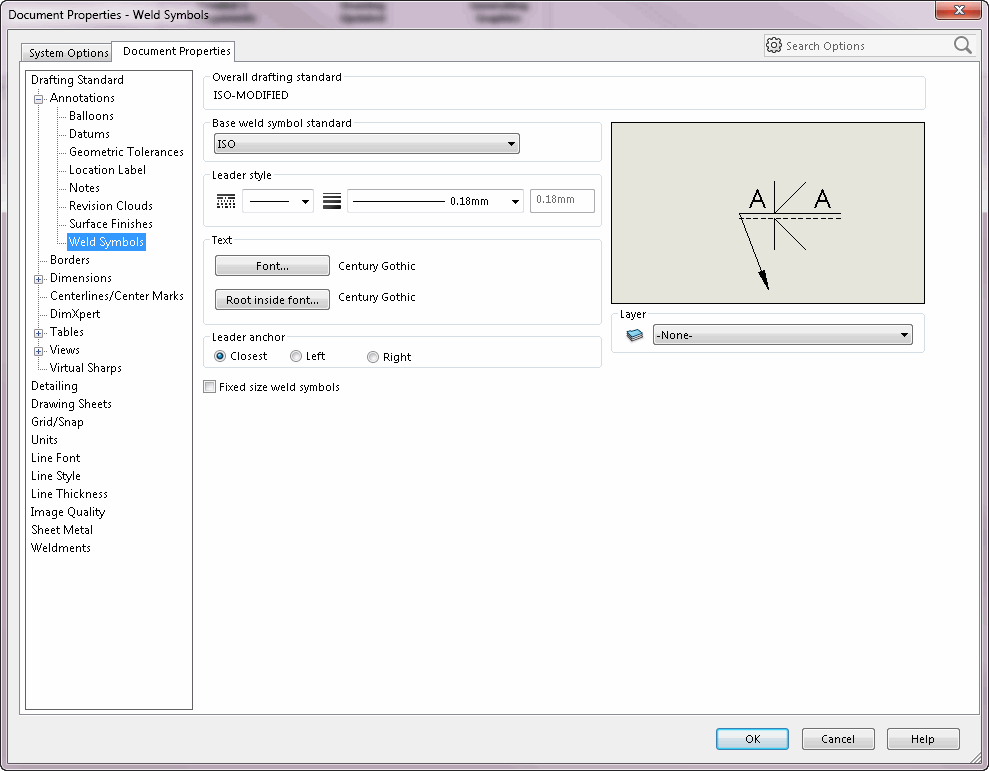 Document Properties - Weld Symbols
System Options
Document Properties
Search Options
Drafting Standard
Annotations
Balloons
Datums
Geometric Tolerances
Location Label
Notes
Revision Clouds
Surface Finishes
Weld Symbols
Borders
Dimensions
Centerlines/Center Marks
DimXpert
Tables
Views
Virtual Sharps
Detailing
Drawing Sheets
Grid/Snap
Units
Line Font
Line Style
Line Thickness
Image Quality
Sheet Metal
Weldments
Overall drafting standard
ISO-MODIFIED
Base weld symbol standard
ISO
Leader style
0.18mm
0.18mm
Text
Font...
Century Gothic
Root inside font...
Century Gothic
Leader anchor
Closest
Left
Right
Fixed size weld symbols
A A
Layer
-None-
OK
Cancel
Help